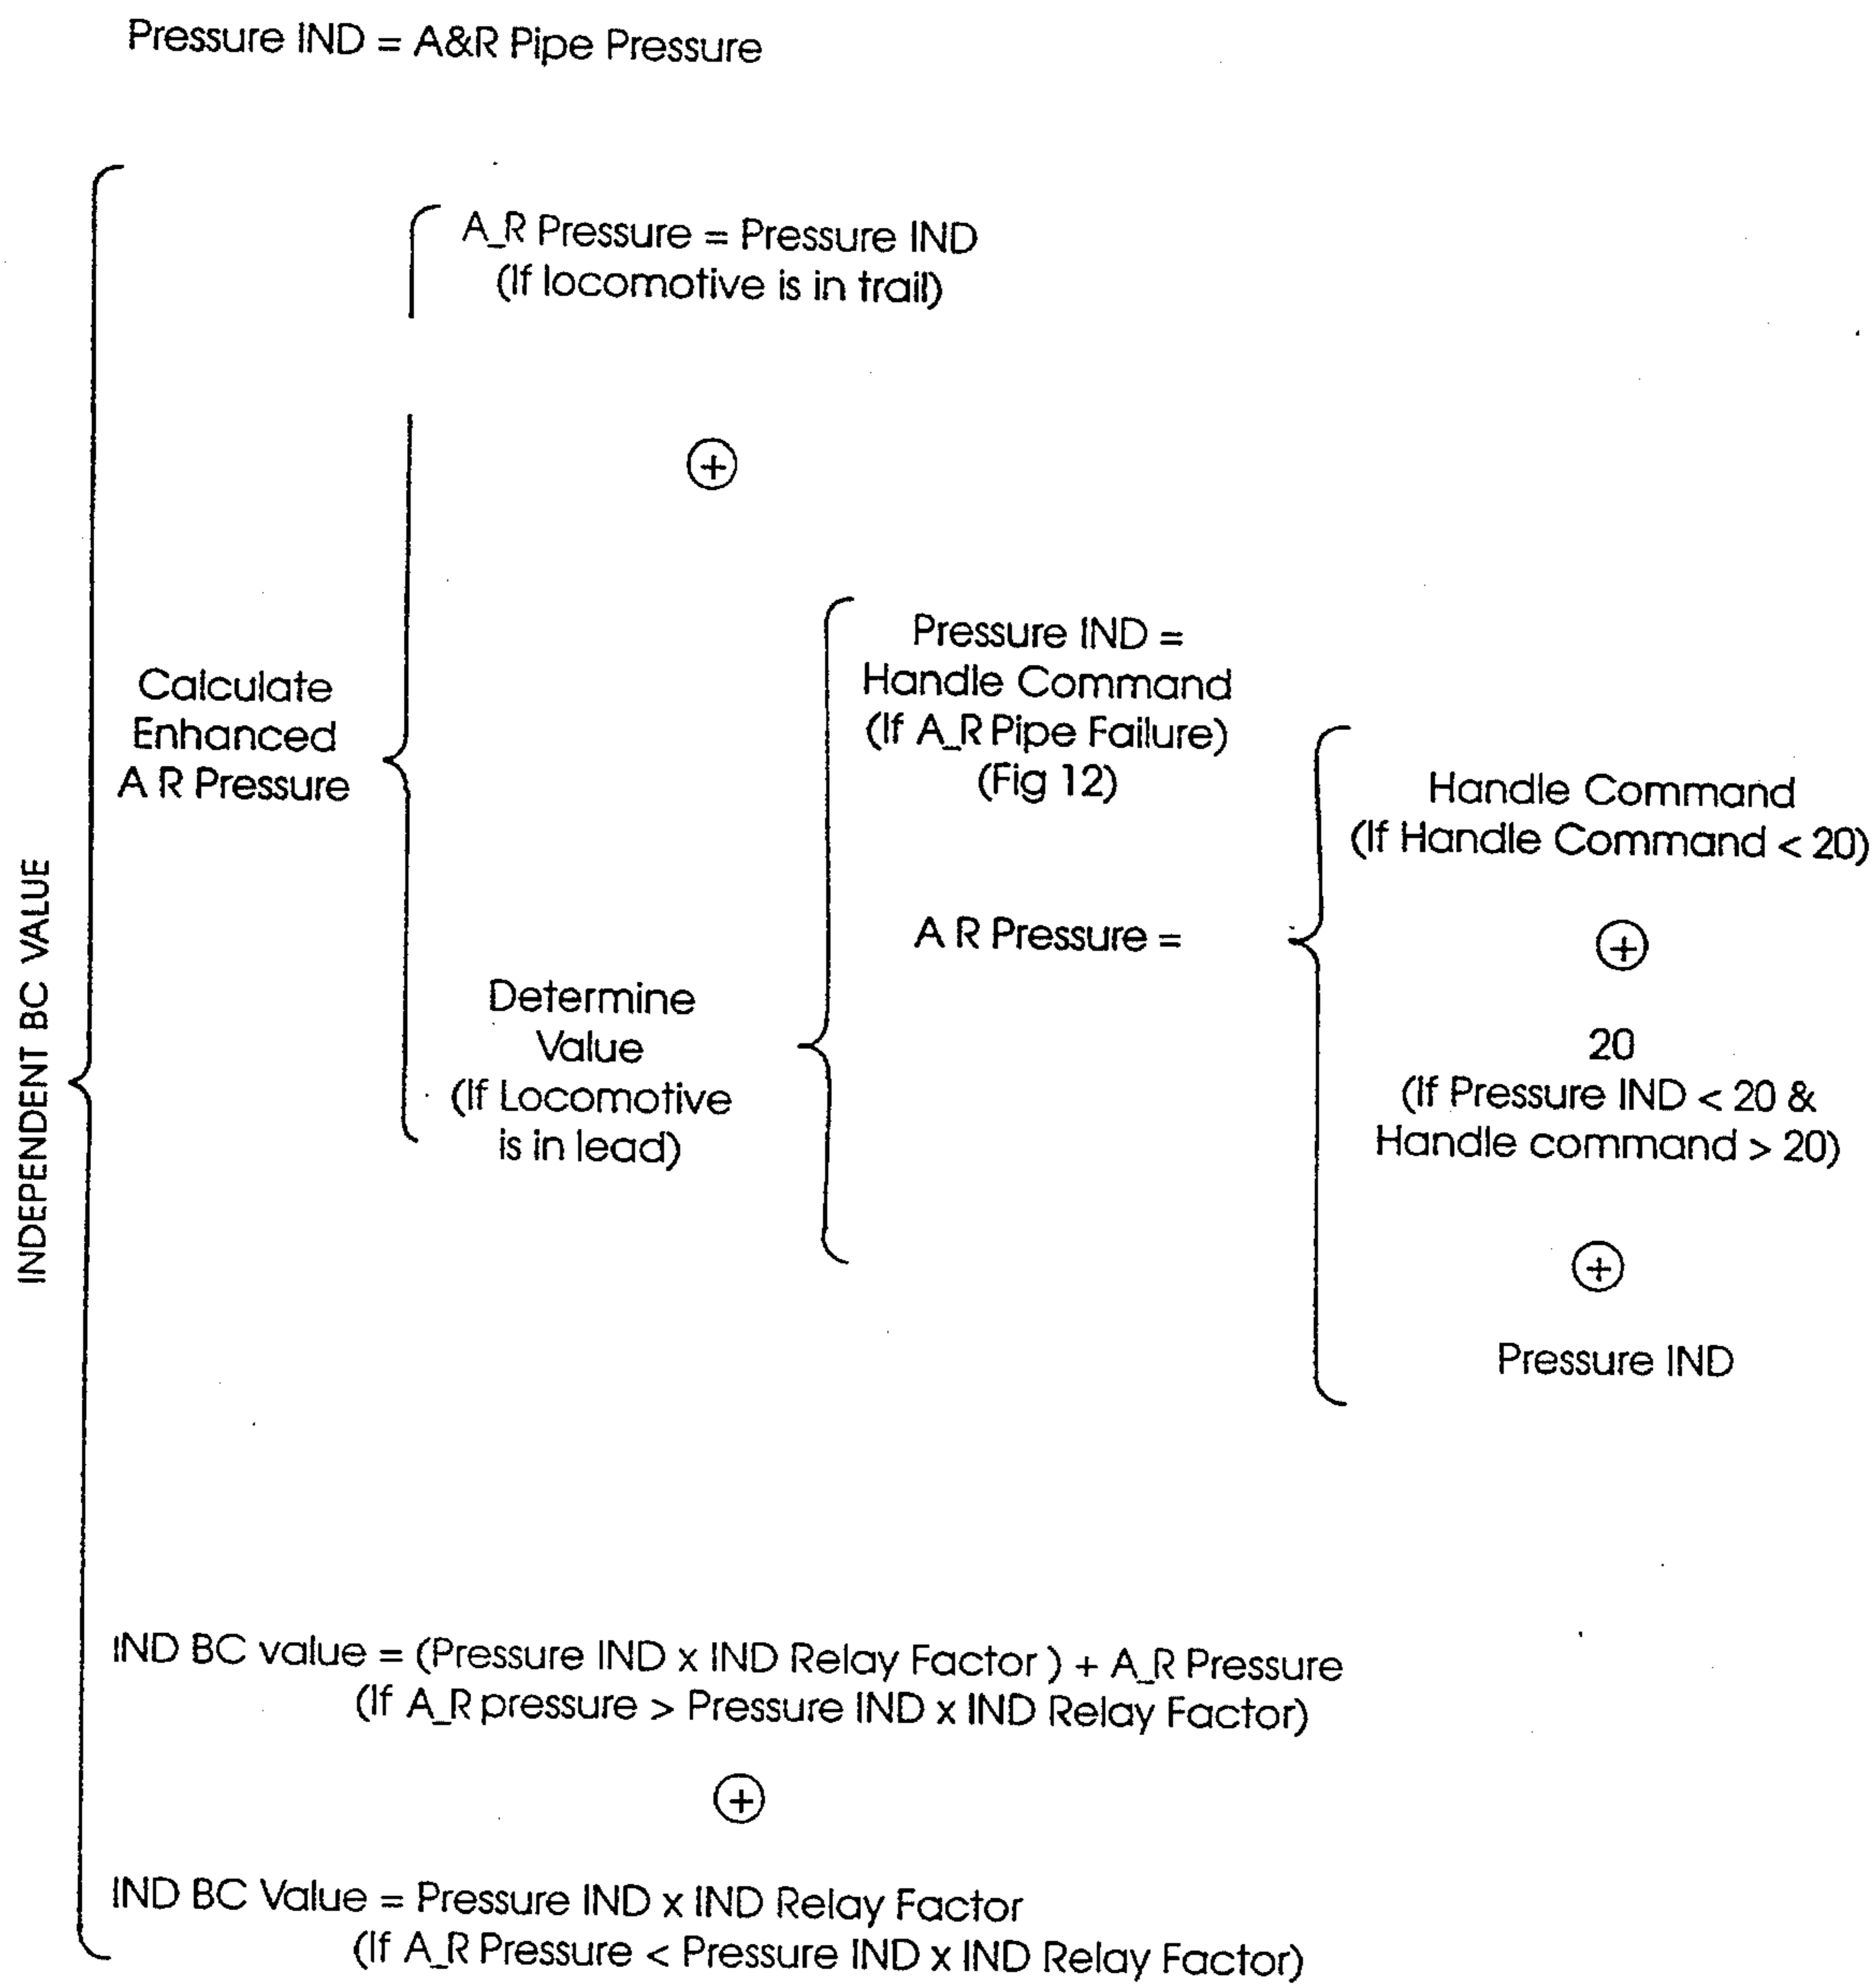 Pressure IND = A&R Pipe Pressure
INDEPENDENT BC VALUE
Calculate
Enhanced
A R Pressure
A_R Pressure = Pressure IND
(If locomotive is in trail)
+
Determine
Value
(If Locomotive
is in lead)
Pressure IND =
Handle Command
(If A_R Pipe Failure)
(Fig 12)
A R Pressure =
Handle Command
(If Handle Command < 20)
+
20
(If Pressure IND < 20 &
Handle command > 20)
+
Pressure IND
IND BC value = (Pressure IND x IND Relay Factor ) + A_R Pressure
(If A_R pressure > Pressure IND x IND Relay Factor)
+
IND BC Value = Pressure IND x IND Relay Factor
(If A_R Pressure < Pressure IND x IND Relay Factor)